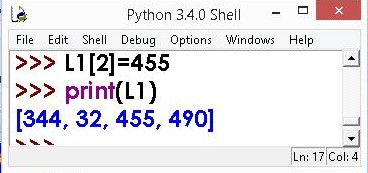 Python 3.4.0 Shell
File Edit Shell Debug Options Windows Help
>>> L1[2]=455
>>> print(L1)
[344, 32, 455, 490]
>>>
Ln: 17 Col: 4